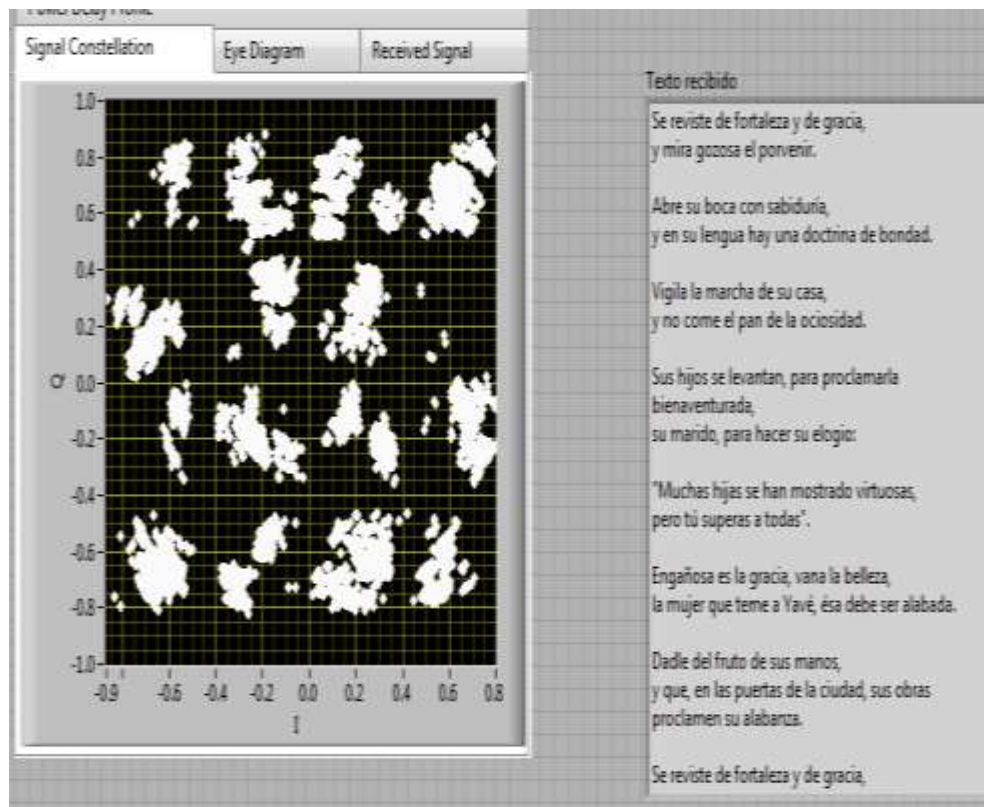 Power Delay Profile
Signal Constellation
Eye Diagram
Received Signal
1.0
0.8
0.6
0.4
0.2
0.0
-0.2
-0.4
-0.6
-0.8
-1.0
Q
-0.9
-0.6
-0.4
-0.2
0.0
0.2
0.4
0.6
0.8
I
Texto recibido
Se reviste de fortaleza y de gracia,
y mira gozosa el porvenir.
Abre su boca con sabiduría,
y en su lengua hay una doctrina de bondad.
Vigila la marcha de su casa,
y no come el pan de la ociosidad.
Sus hijos se levantan, para proclamarla
bienaventurada,
su marido, para hacer su elogio:
"Muchas hijas se han mostrado virtuosas,
pero tú superas a todas".
Engañosa es la gracia, vana la belleza,
la mujer que teme a Yavé, ésa debe ser alabada.
Dadle del fruto de sus manos,
y que, en las puertas de la ciudad, sus obras
proclamen su alabanza.
Se reviste de fortaleza y de gracia,